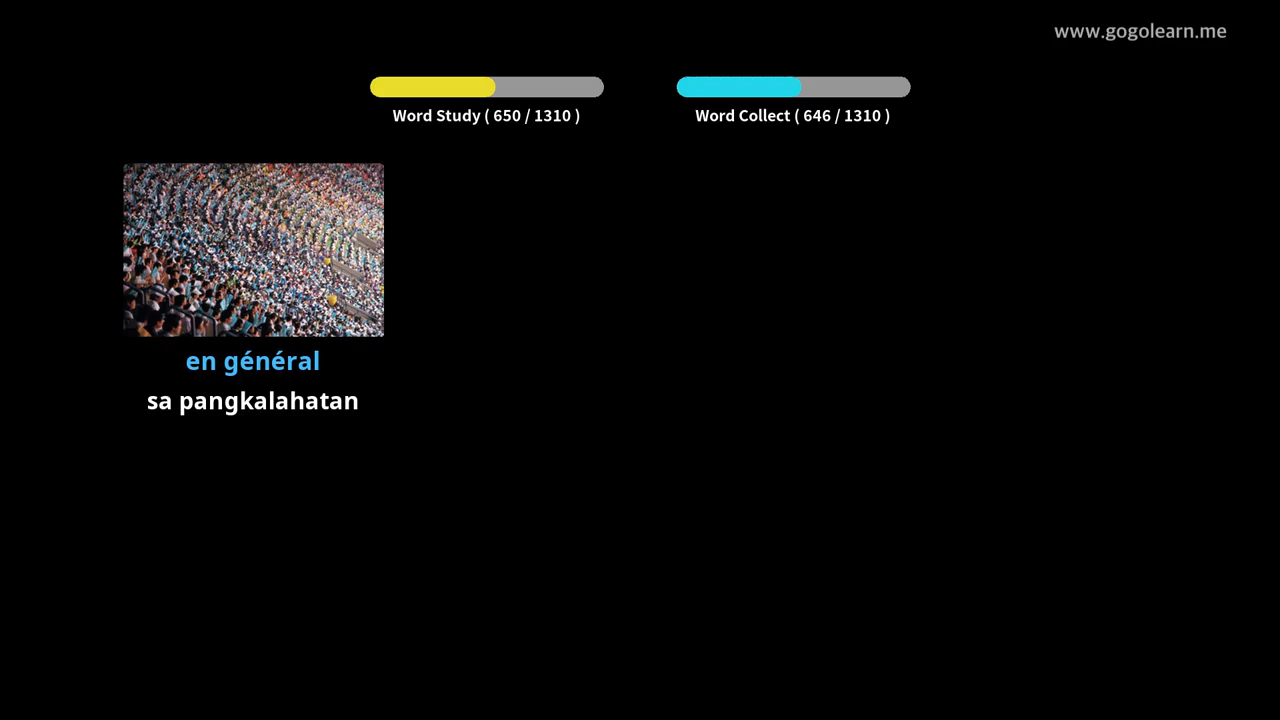 www.gogolearn.me
Word Study ( 650 / 1310 )
Word Collect ( 646 / 1310 )
en général
sa pangkalahatan